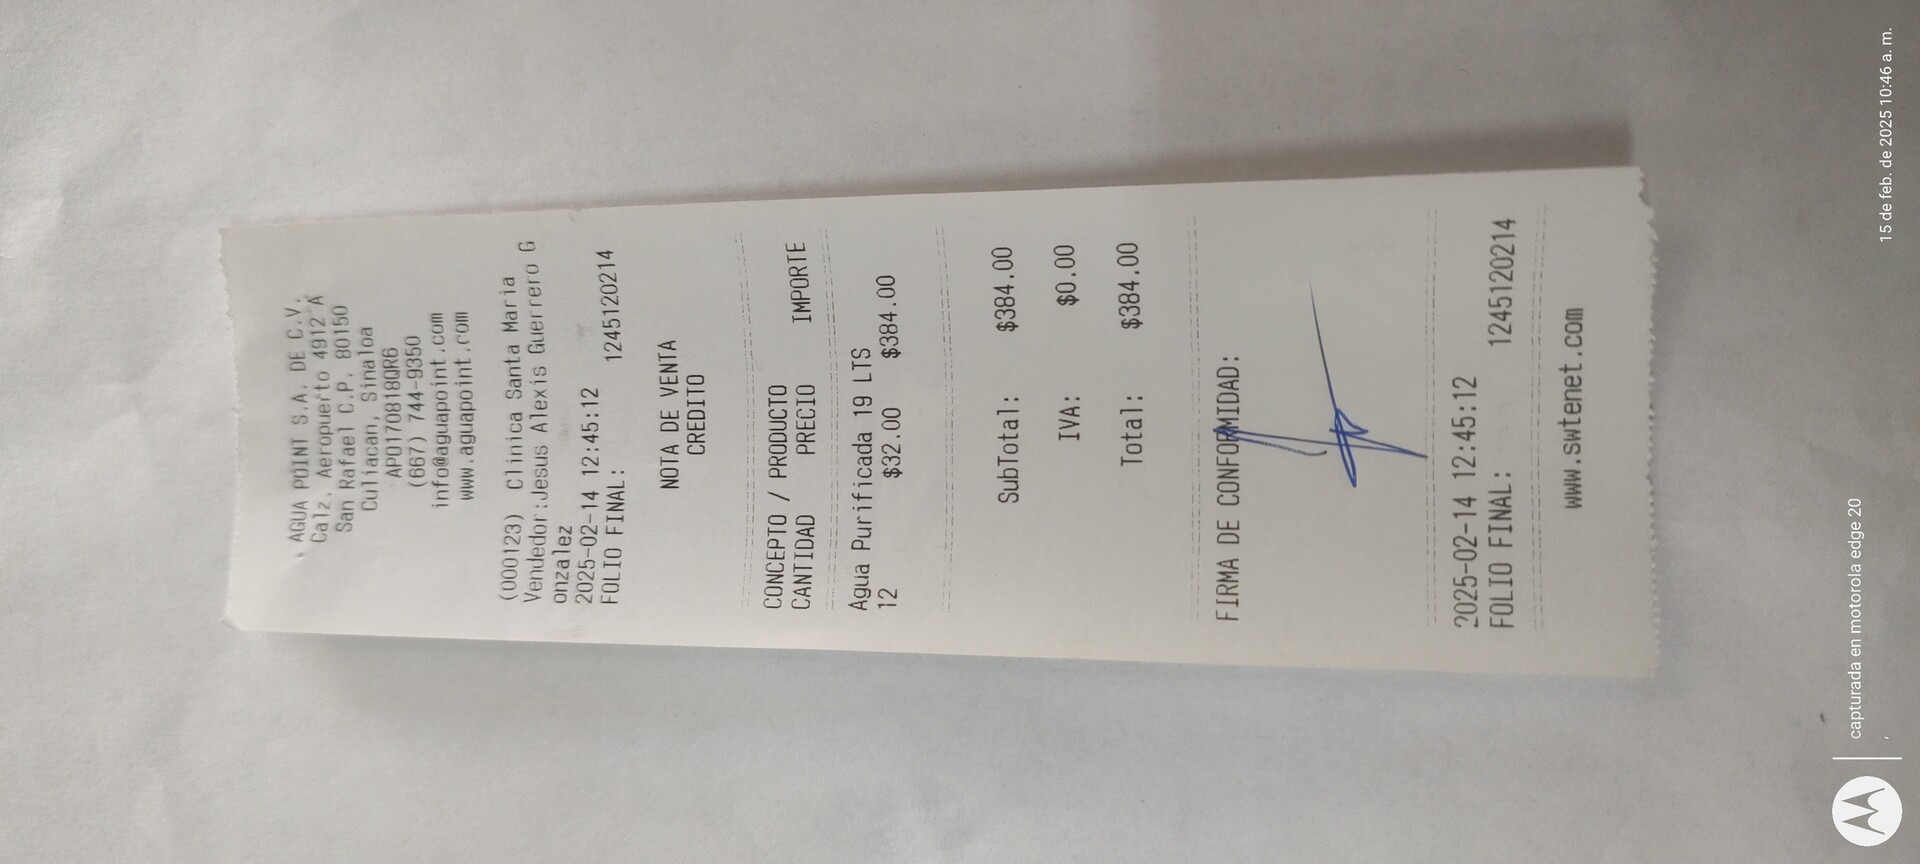 AGUA POINT S.A. DE C.V.
Calz. Aeropuerto 4912 A
San Rafael C.P. 80150
Culiacan, Sinaloa
APO170818QR6
(667) 744-9350
info@aguapoint.com
www.aguapoint.com
(000123) Clinica Santa Maria
Vendedor:Jesus Alexis Guerrero G
onzalez
2025-02-14 12:45:12
FOLIO FINAL: 1245120214
NOTA DE VENTA
CREDITO
CONCEPTO / PRODUCTO
CANTIDAD PRECIO IMPORTE
Agua Purificada 19 LTS
12 $32.00 $384.00
SubTotal: $384.00
IVA: $0.00
Total: $384.00
FIRMA DE CONFORMIDAD:
2025-02-14 12:45:12
FOLIO FINAL: 1245120214
www.swtenet.com
capturada en motorola edge 20
15 de feb. de 2025 10:46 a. m.